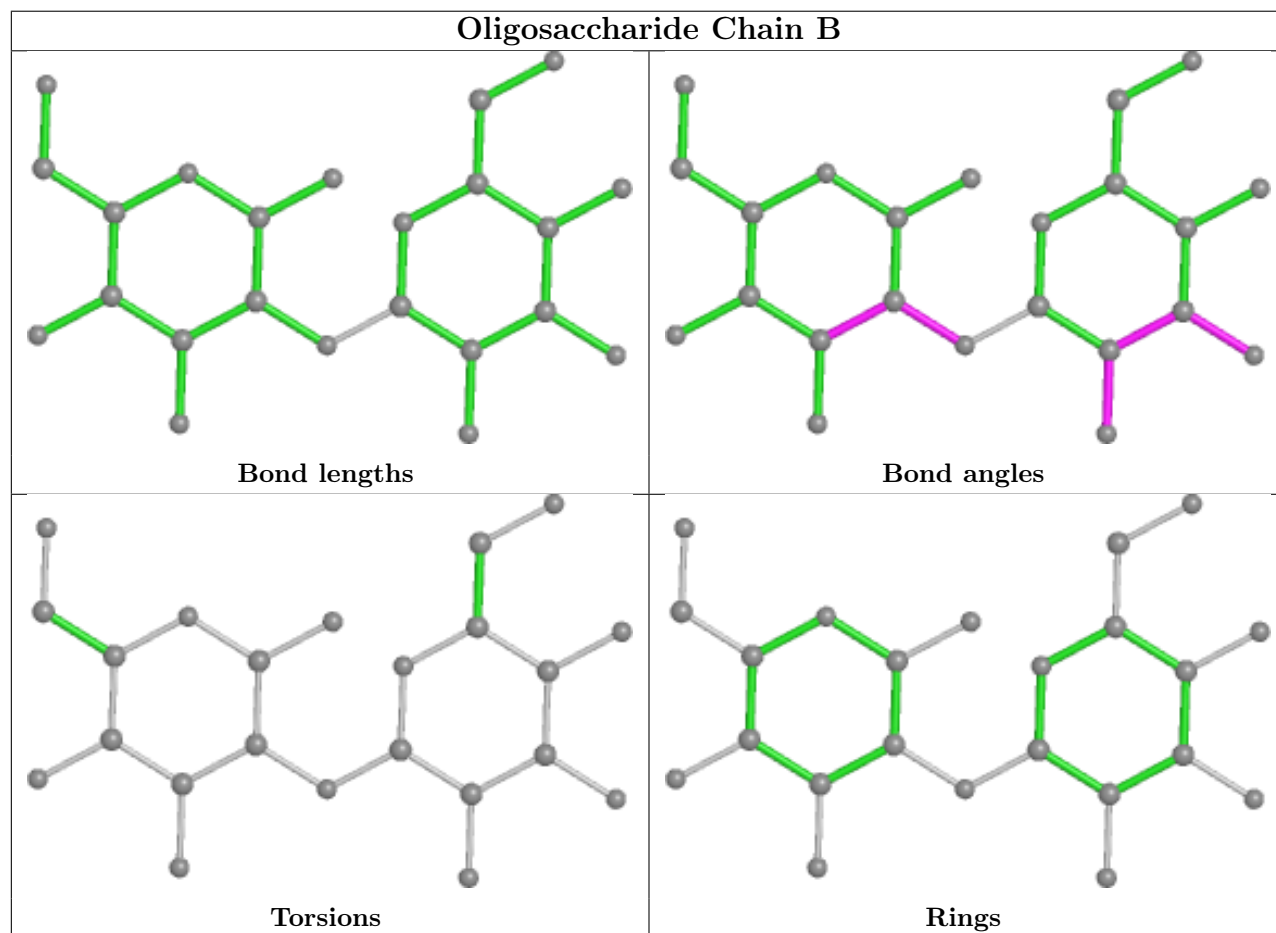 Oligosaccharide Chain B
Bond lengths
Bond angles
Torsions
Rings